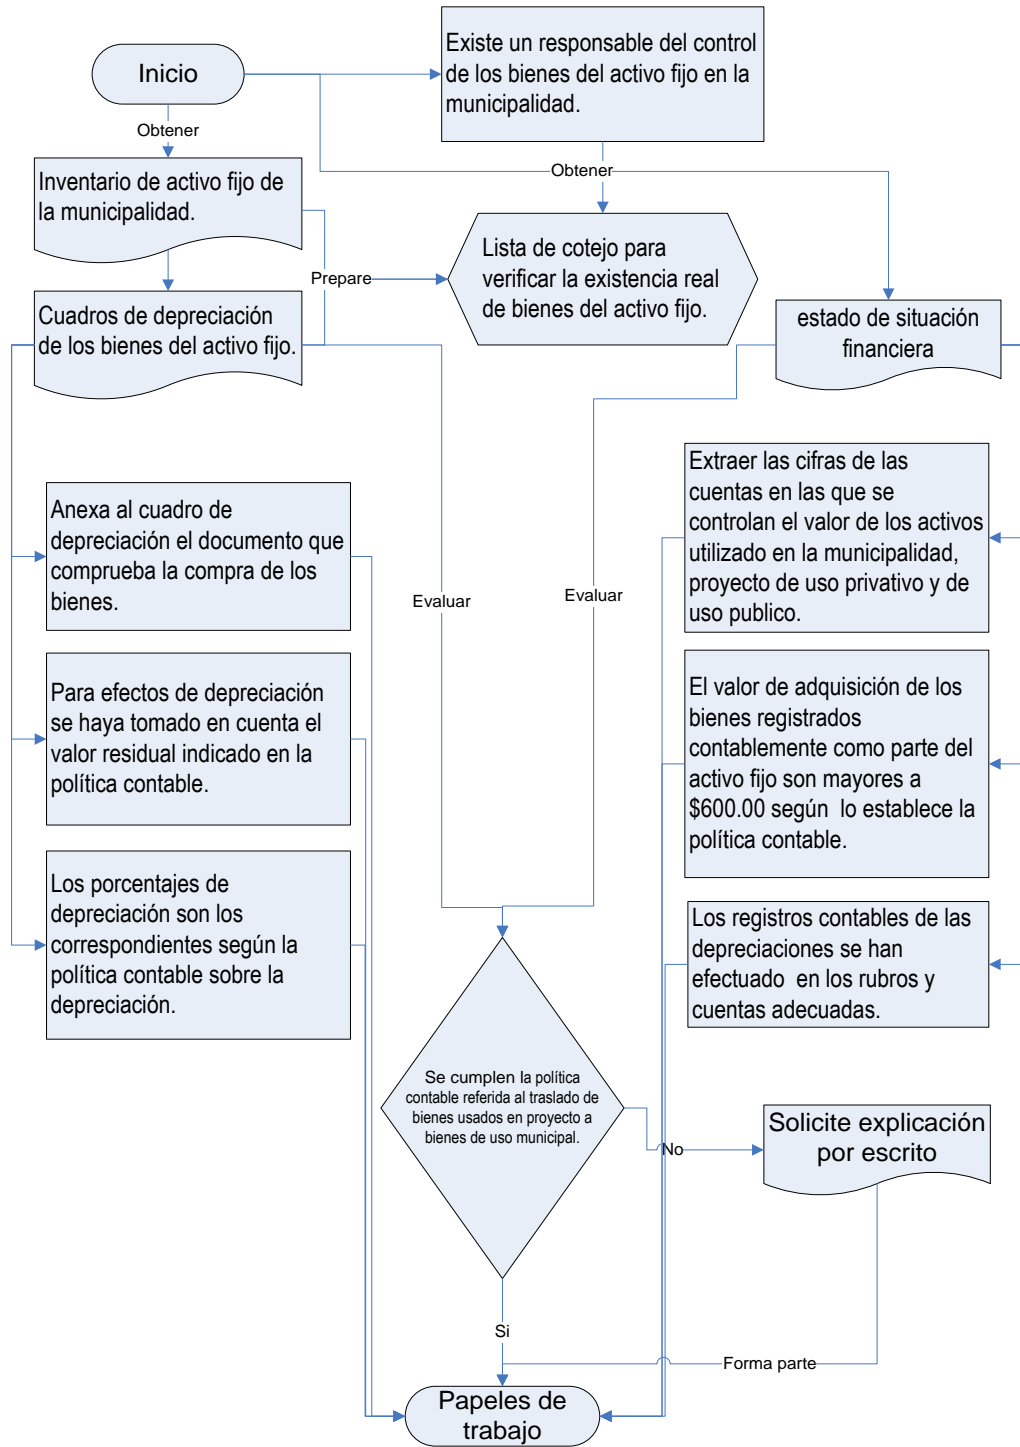 Inicio
Existe un responsable del control
de los bienes del activo fijo en la
municipalidad.
Obtener
Obtener
Inventario de activo fijo de
la municipalidad.
Lista de cotejo para
verificar la existencia real
de bienes del activo fijo.
Prepare
Cuadros de depreciación
de los bienes del activo fijo.
estado de situación
financiera
Extraer las cifras de las
cuentas en las que se
controlan el valor de los activos
utilizado en la municipalidad,
proyecto de uso privativo y de
uso publico.
Anexa al cuadro de
depreciación el documento que
comprueba la compra de los
bienes.
Evaluar
Evaluar
Para efectos de depreciación
se haya tomado en cuenta el
valor residual indicado en la
política contable.
El valor de adquisición de los
bienes registrados
contablemente como parte del
activo fijo son mayores a
$600.00 según  lo establece la
política contable.
Los porcentajes de
depreciación son los
correspondientes según la
política contable sobre la
depreciación.
Los registros contables de las
depreciaciones se han
efectuado  en los rubros y
cuentas adecuadas.
Se cumplen la política
contable referida al traslado de
bienes usados en proyecto a
bienes de uso municipal.
No
Solicite explicación
por escrito
Si
Forma parte
Papeles de
trabajo